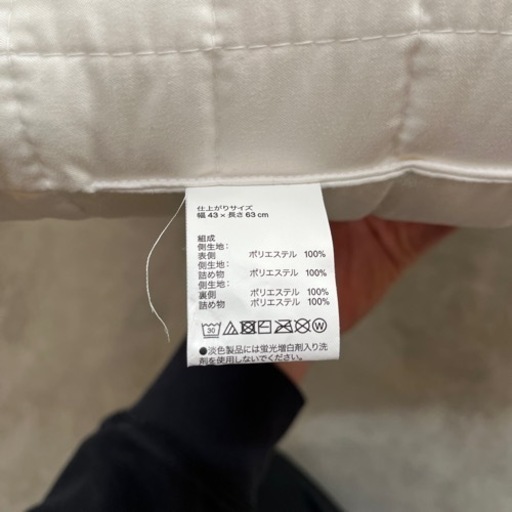 仕上がりサイズ
幅 43 × 長さ 63 cm
組成
側生地:
表側 ポリエステル 100%
側生地:
詰め物 ポリエステル 100%
側生地:
裏側 ポリエステル 100%
詰め物 ポリエステル 100%
30 W
●淡色製品には蛍光増白剤入り洗
剤を使用しないでください。